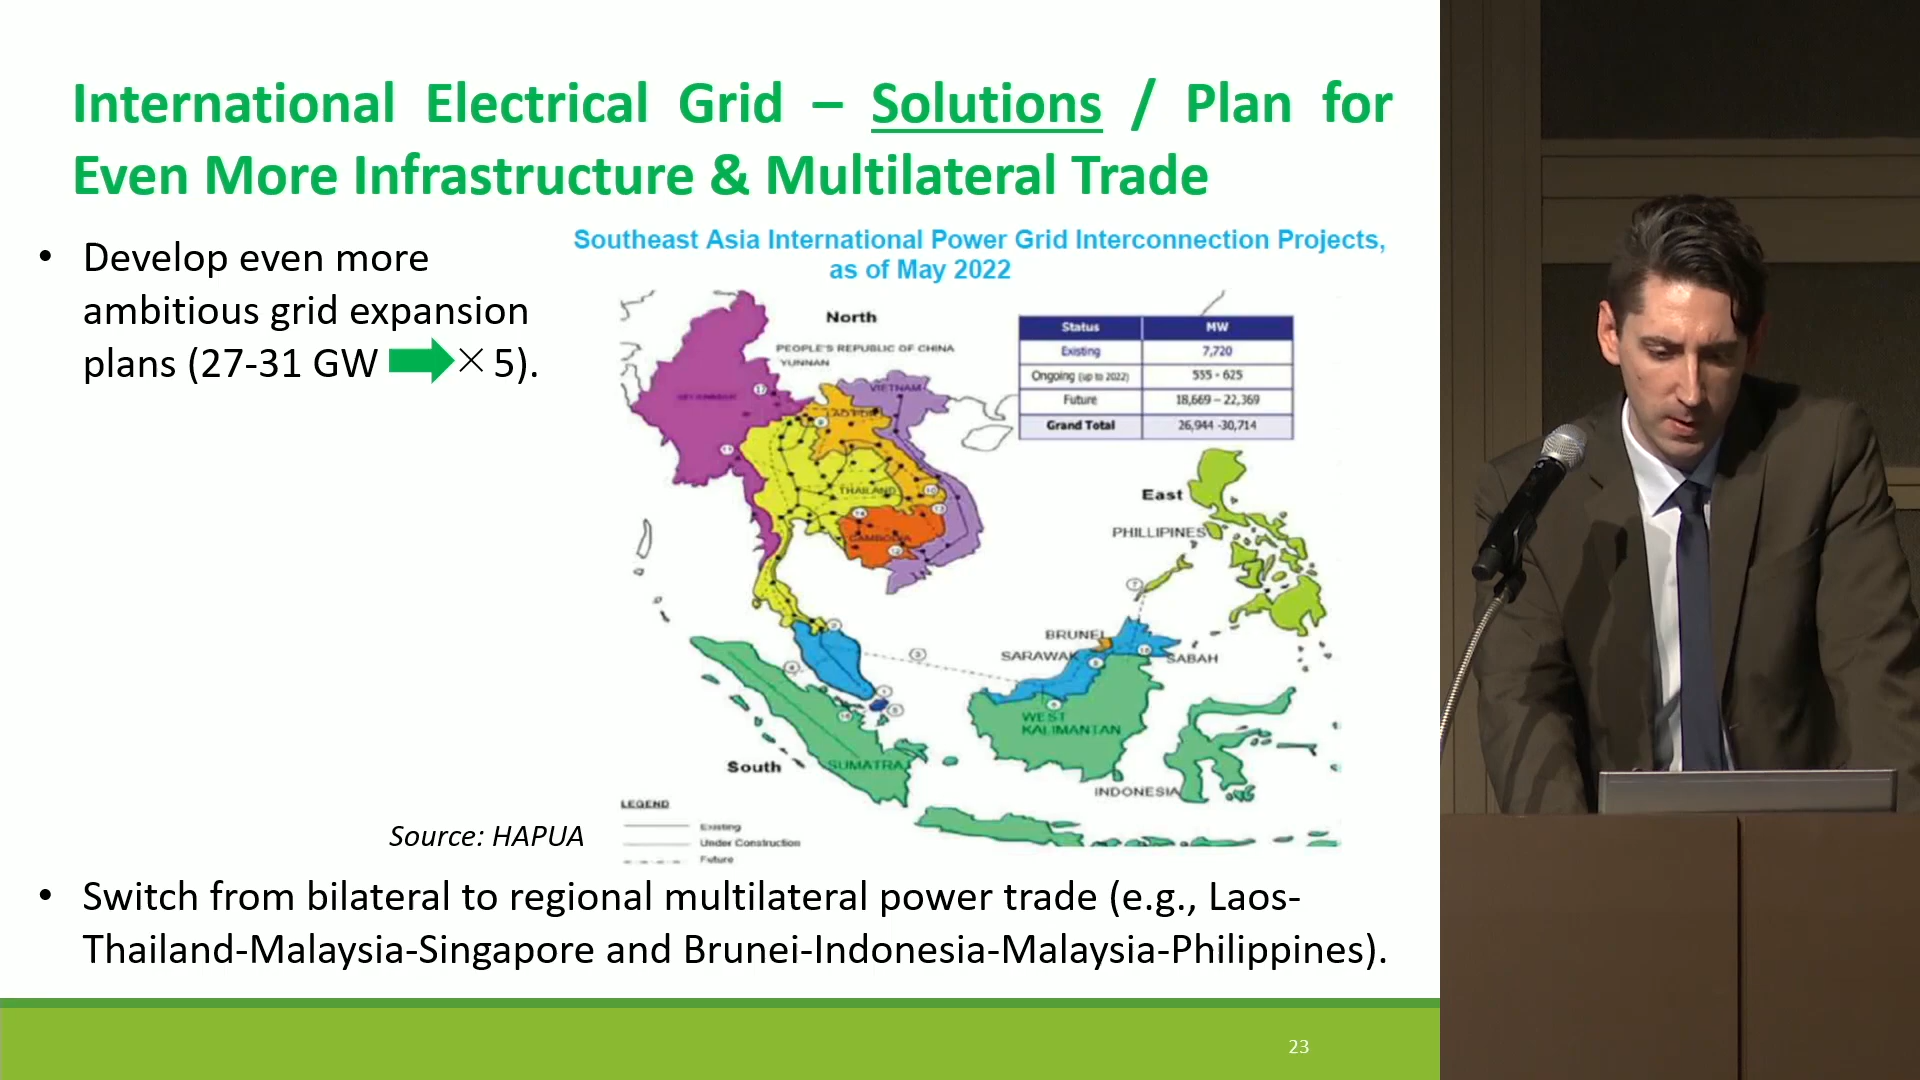 International Electrical Grid – Solutions / Plan for
Even More Infrastructure & Multilateral Trade
• Develop even more
ambitious grid expansion
plans (27-31 GW ➡× 5).
Southeast Asia International Power Grid Interconnection Projects,
as of May 2022
North
PEOPLE'S REPUBLIC OF CHINA
YUNNAN
VIETNAM
THAILAND
CAMBODIA
Status MW
Existing 7,720
Ongoing (up to 2022) 555 - 625
Future 18,669 – 22,369
Grand Total 26,944 -30,714
East
PHILLIPINES
BRUNEI
SARAWAK
SABAH
WEST
KALIMANTAN
South
SUMATRA
INDONESIA
LEGEND
Existing
Under Construction
Future
Source: HAPUA
• Switch from bilateral to regional multilateral power trade (e.g., Laos-
Thailand-Malaysia-Singapore and Brunei-Indonesia-Malaysia-Philippines).
23